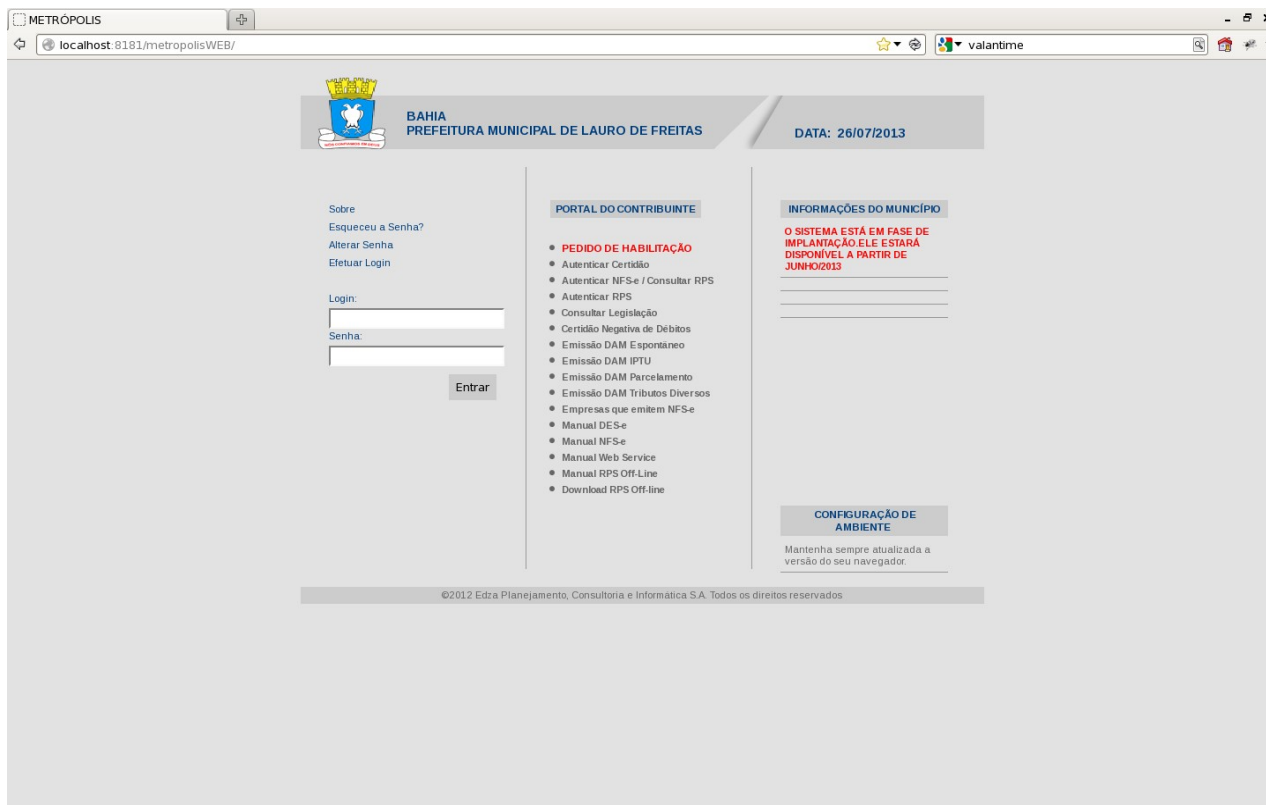 METRÓPOLIS
localhost:8181/metropolisWEB/
valantime
BAHIA
PREFEITURA MUNICIPAL DE LAURO DE FREITAS
DATA: 26/07/2013
Sobre
Esqueceu a Senha?
Alterar Senha
Efetuar Login
Login:
Senha:
Entrar
PORTAL DO CONTRIBUINTE
PEDIDO DE HABILITAÇÃO
Autenticar Certidão
Autenticar NFS-e / Consultar RPS
Autenticar RPS
Consultar Legislação
Certidão Negativa de Débitos
Emissão DAM Espontâneo
Emissão DAM IPTU
Emissão DAM Parcelamento
Emissão DAM Tributos Diversos
Empresas que emitem NFS-e
Manual DES-e
Manual NFS-e
Manual Web Service
Manual RPS Off-Line
Download RPS Off-line
INFORMAÇÕES DO MUNICÍPIO
O SISTEMA ESTÁ EM FASE DE
IMPLANTAÇÃO.ELE ESTARÁ
DISPONÍVEL A PARTIR DE
JUNHO/2013
CONFIGURAÇÃO DE
AMBIENTE
Mantenha sempre atualizada a
versão do seu navegador.
©2012 Edza Planejamento, Consultoria e Informática S.A. Todos os direitos reservados